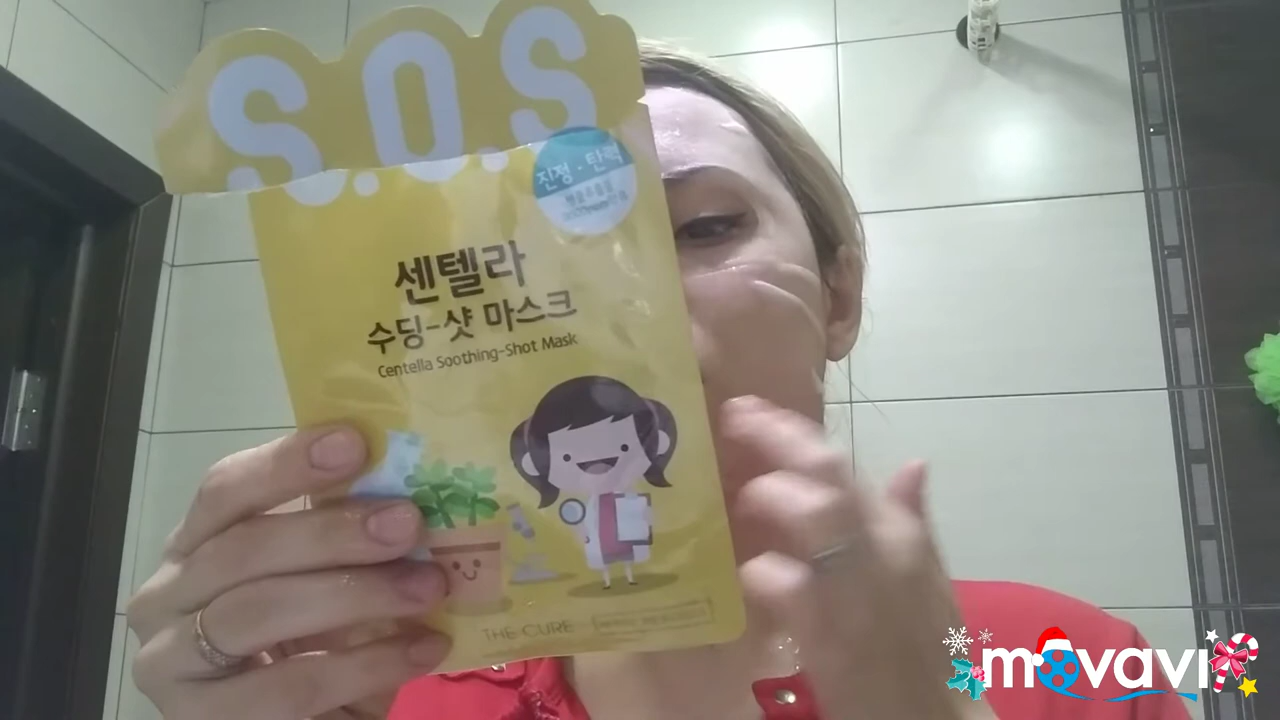 S.O.S
진정 · 탄력
센텔라
수딩-샷 마스크
Centella Soothing-Shot Mask
THE CURE
movavi